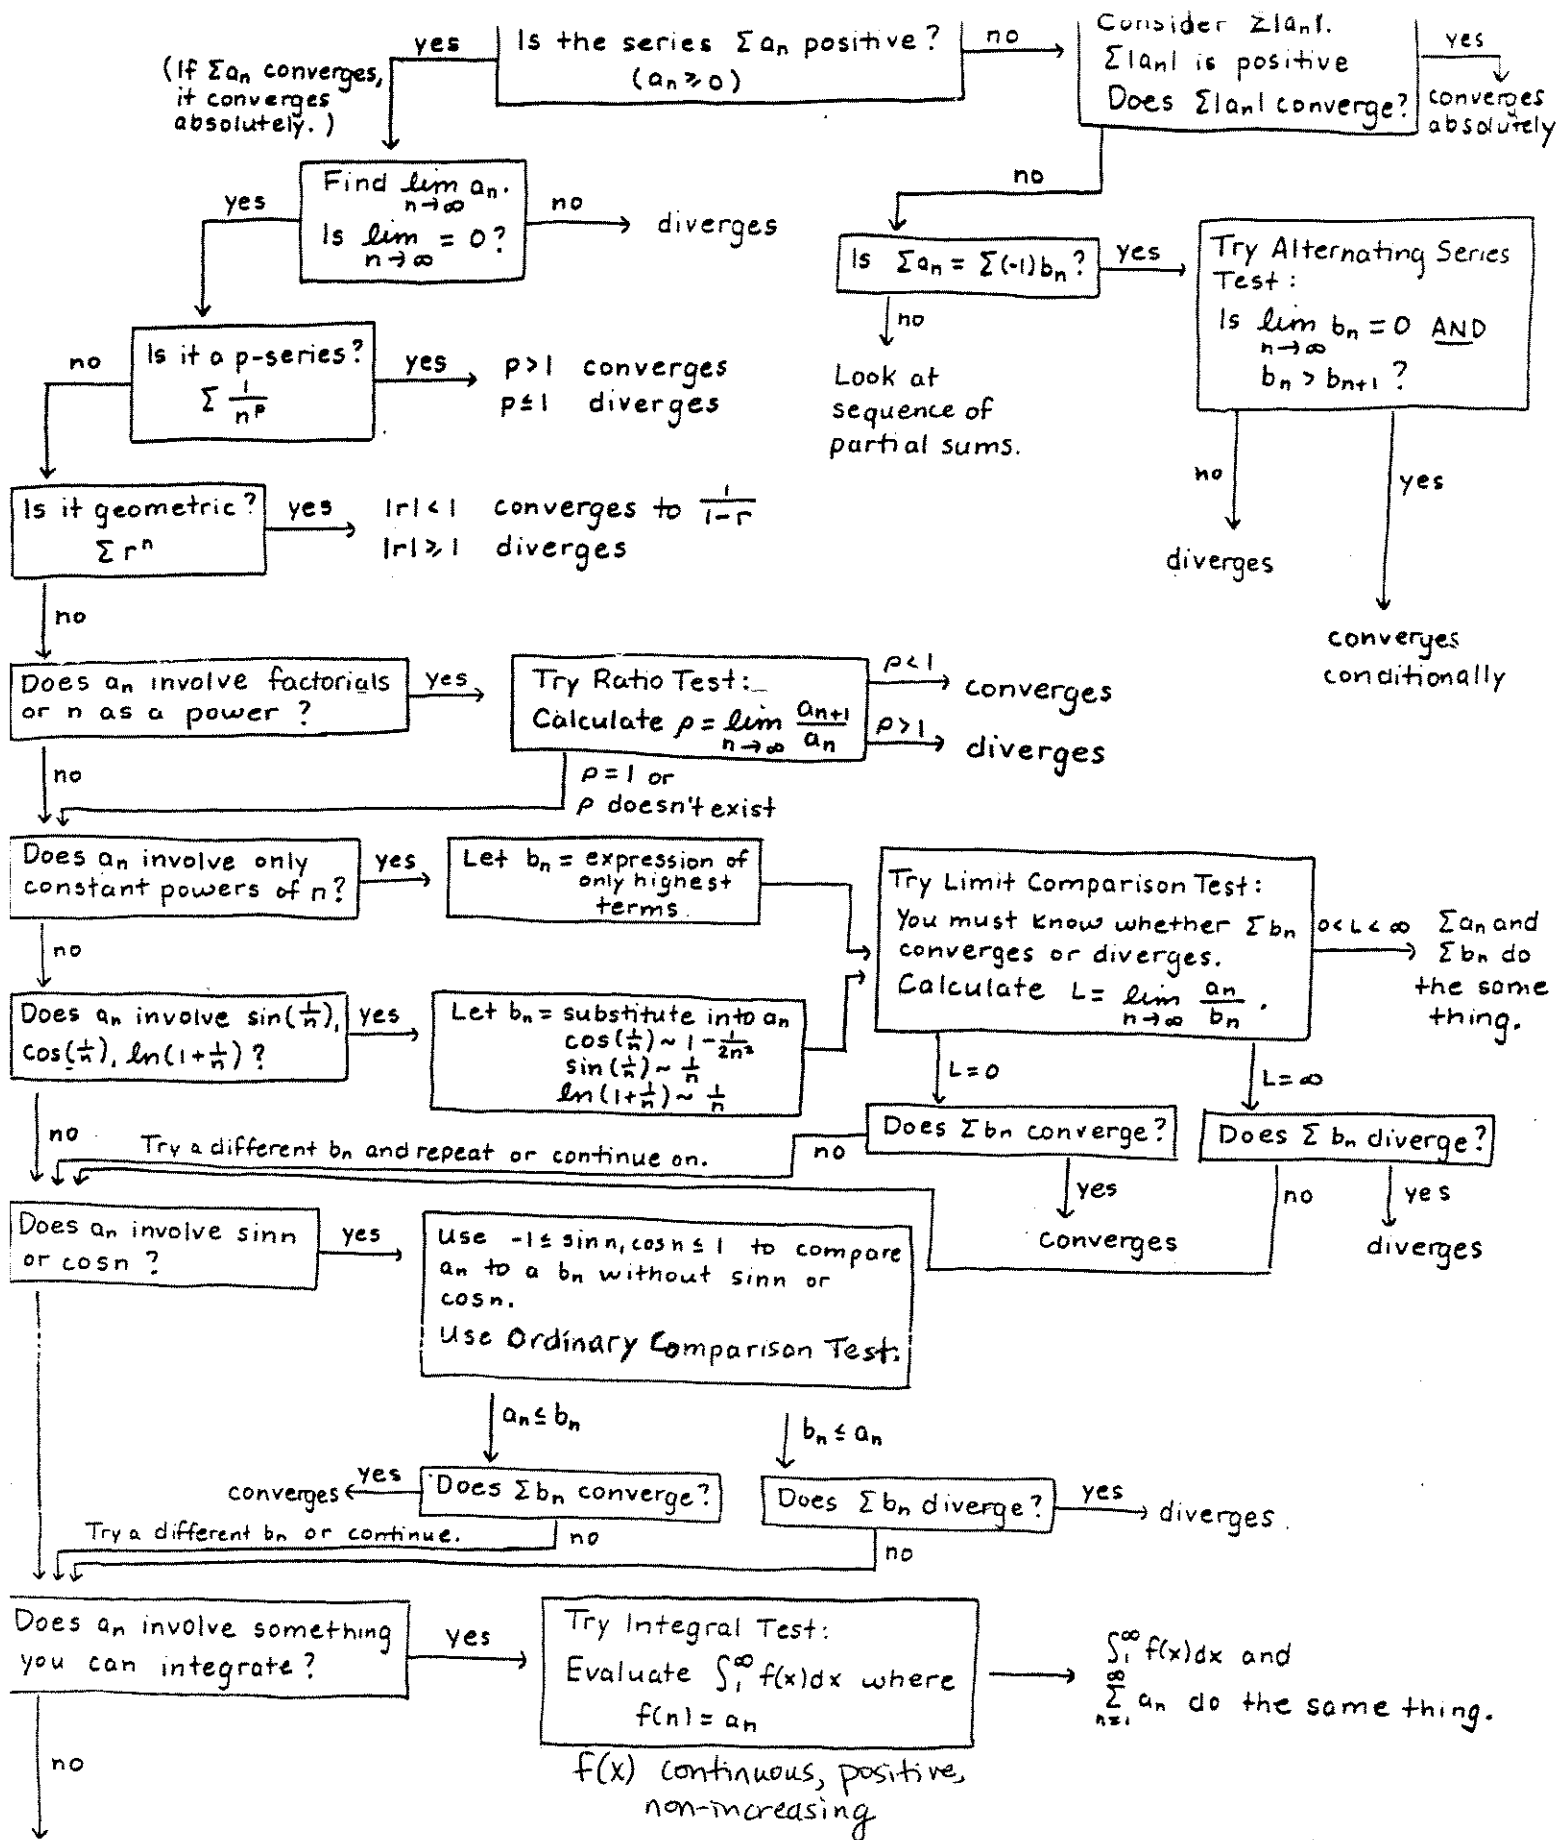 yes
Is the series Σaₙ positive?
(aₙ ≥ 0)
no
Consider Σ|aₙ|.
Σ|aₙ| is positive
Does Σ|aₙ| converge?
yes
converges
absolutely
(If Σaₙ converges,
it converges
absolutely.)
no
yes
Find lim aₙ.
n→∞
Is lim = 0?
n→∞
no
diverges
Is Σaₙ = Σ(-1)bₙ?
yes
Try Alternating Series
Test:
Is lim bₙ = 0 AND
n→∞
bₙ > bₙ₊₁ ?
no
Look at
sequence of
partial sums.
no
diverges
yes
converges
conditionally
no
Is it a p-series?
Σ 1/nᵖ
yes
p>1 converges
p≤1 diverges
Is it geometric?
Σ rⁿ
yes
|r|<1 converges to 1/(1-r)
|r|≥1 diverges
no
Does aₙ involve factorials
or n as a power?
yes
Try Ratio Test:
Calculate ρ = lim aₙ₊₁/aₙ
n→∞
ρ<1
converges
ρ>1
diverges
no
ρ=1 or
ρ doesn't exist
Does aₙ involve only
constant powers of n?
yes
Let bₙ = expression of
only highest
terms.
Try Limit Comparison Test:
You must know whether Σbₙ
converges or diverges.
Calculate L = lim aₙ/bₙ.
n→∞
0<L<∞
Σaₙ and
Σbₙ do
the same
thing.
no
Does aₙ involve sin(1/n),
cos(1/n), ln(1+1/n)?
yes
Let bₙ = substitute into aₙ
cos(1/n) ~ 1 - 1/2n²
sin(1/n) ~ 1/n
ln(1+1/n) ~ 1/n
L=0
L=∞
no
Try a different bₙ and repeat or continue on.
no
Does Σbₙ converge?
Does Σ bₙ diverge?
yes
converges
no
yes
diverges
Does aₙ involve sinn
or cosn?
yes
Use -1 ≤ sin n, cos n ≤ 1 to compare
aₙ to a bₙ without sinn or
cosn.
Use Ordinary Comparison Test:
aₙ ≤ bₙ
bₙ ≤ aₙ
converges
yes
Does Σbₙ converge?
Does Σbₙ diverge?
yes
diverges.
Try a different bₙ or continue.
no
no
Does aₙ involve something
you can integrate?
yes
Try Integral Test:
Evaluate ∫₁^∞ f(x)dx where
f(n) = aₙ
f(x) continuous, positive,
non-increasing
∫₁^∞ f(x)dx and
∞
Σ aₙ do the same thing.
n=1
no